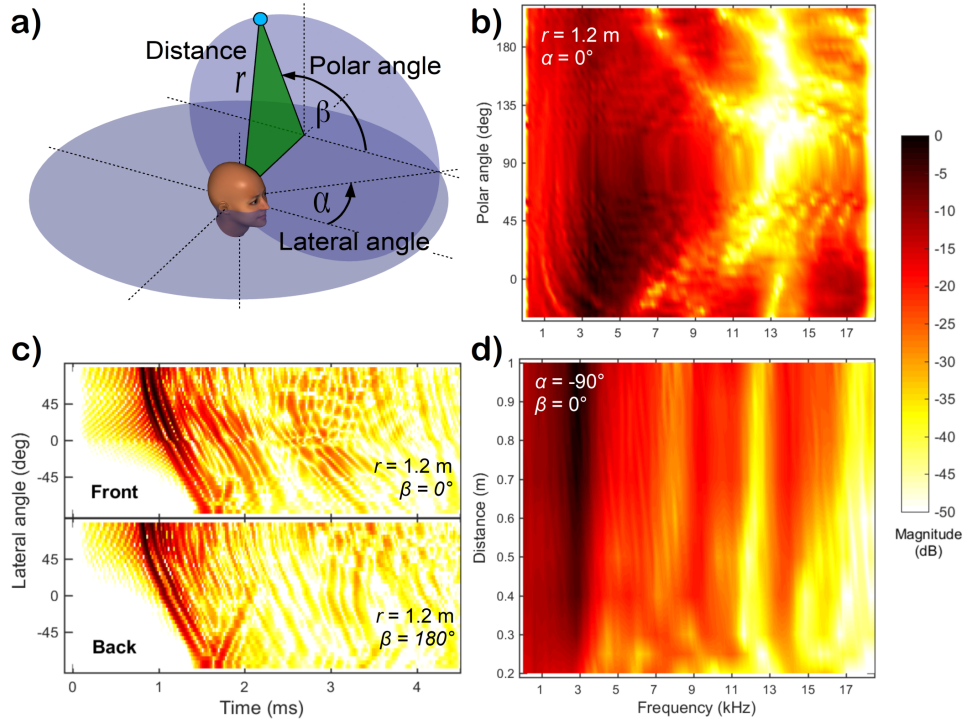 a)
Distance
r
Polar angle
β
α
Lateral angle
b)
r = 1.2 m
α = 0°
Polar angle (deg)
180
135
90
45
0
1 3 5 7 9 11 13 15 17
0
-5
-10
-15
-20
-25
-30
-35
-40
-45
-50
Magnitude
(dB)
c)
Lateral angle (deg)
45
0
-45
Front
r = 1.2 m
β = 0°
45
0
-45
Back
r = 1.2 m
β = 180°
0 1 2 3 4
Time (ms)
d)
α = -90°
β = 0°
Distance (m)
1
0.9
0.8
0.7
0.6
0.5
0.4
0.3
0.2
1 3 5 7 9 11 13 15 17
Frequency (kHz)